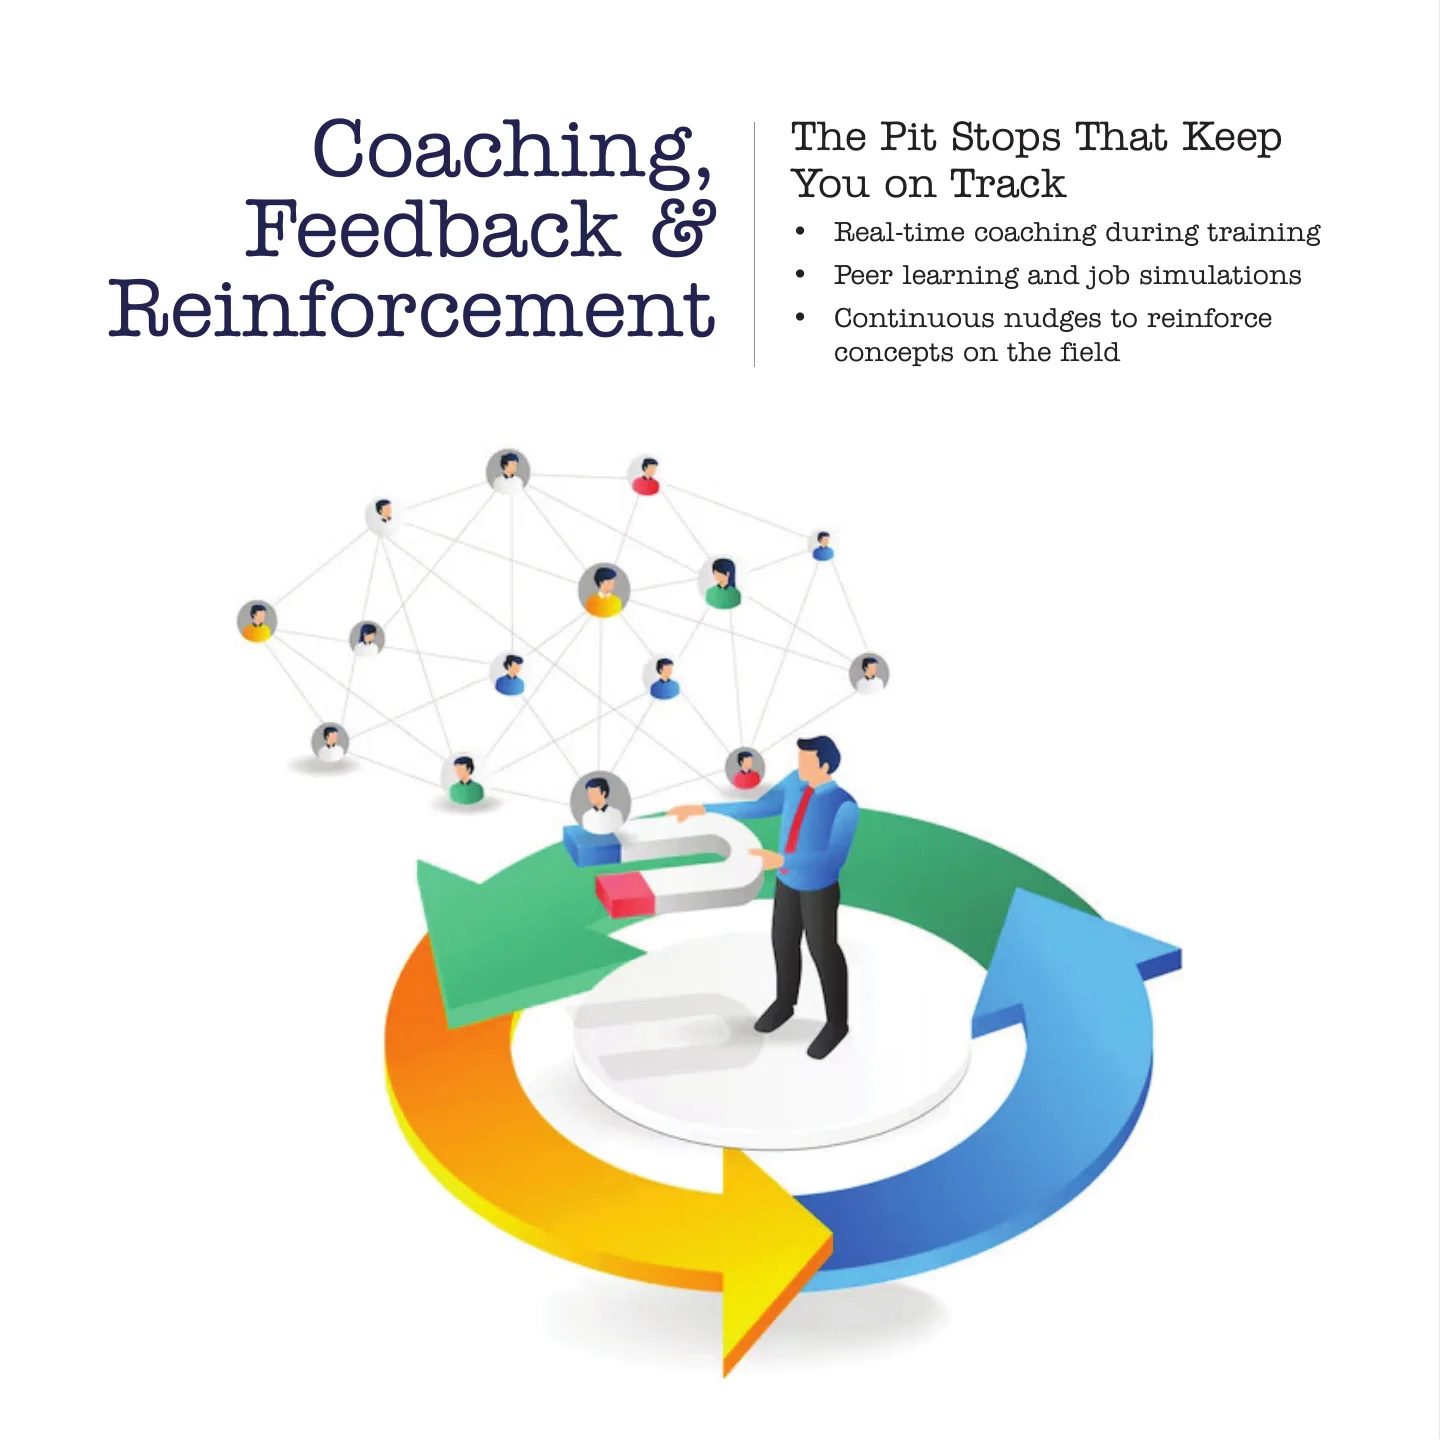 Coaching,
Feedback &
Reinforcement
The Pit Stops That Keep
You on Track
• Real-time coaching during training
• Peer learning and job simulations
• Continuous nudges to reinforce
concepts on the field